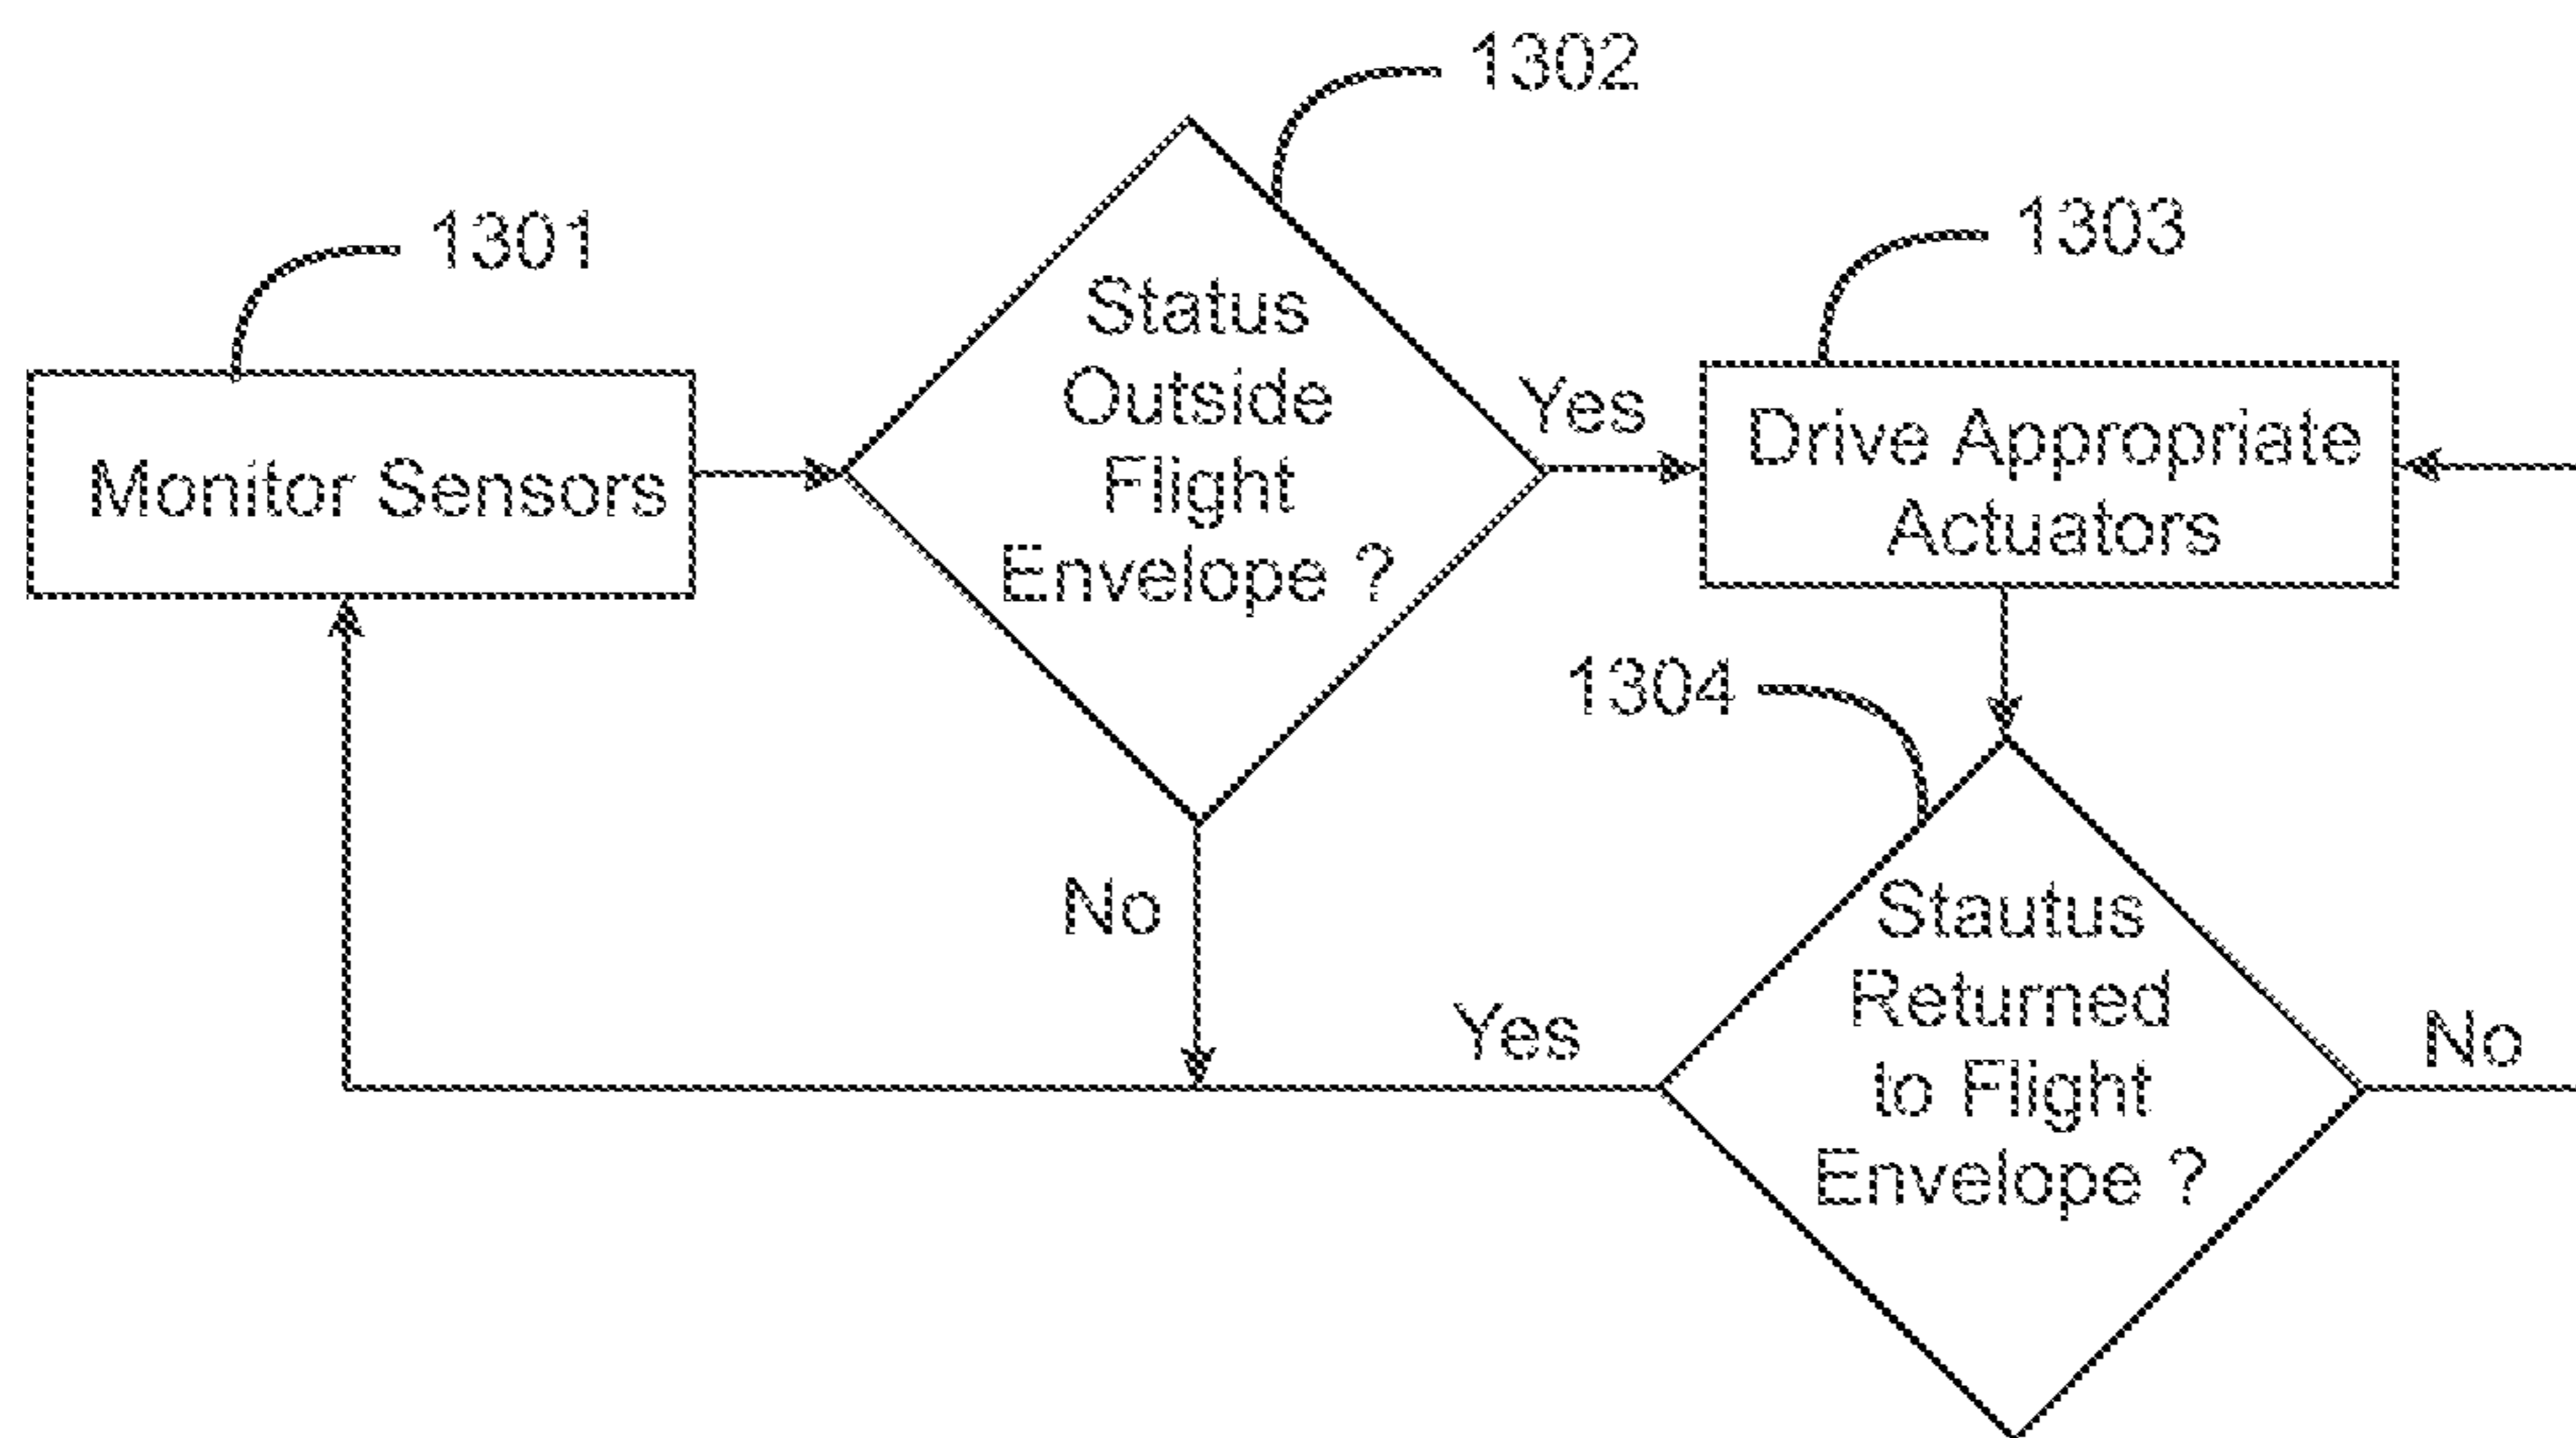 1301
Monitor Sensors
1302
Status
Outside
Flight
Envelope ?
Yes
No
1303
Drive Appropriate
Actuators
1304
Stautus
Returned
to Flight
Envelope ?
Yes
No